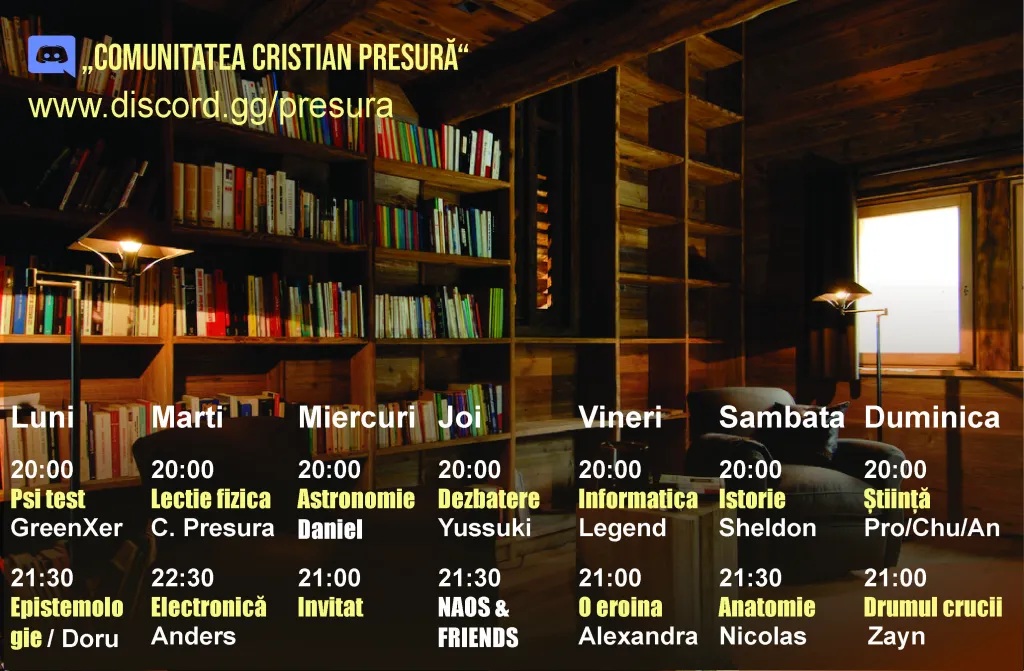 „COMUNITATEA CRISTIAN PRESURĂ“
www.discord.gg/presura
Luni Marti Miercuri Joi Vineri Sambata Duminica
20:00 20:00 20:00 20:00 20:00 20:00 20:00
Psi test Lectie fizica Astronomie Dezbatere Informatica Istorie Știință
GreenXer C. Presura Daniel Yussuki Legend Sheldon Pro/Chu/An
21:30 22:30 21:00 21:30 21:00 21:30 21:00
Epistemolo Electronică Invitat NAOS & O eroina Anatomie Drumul crucii
gie / Doru Anders FRIENDS Alexandra Nicolas Zayn